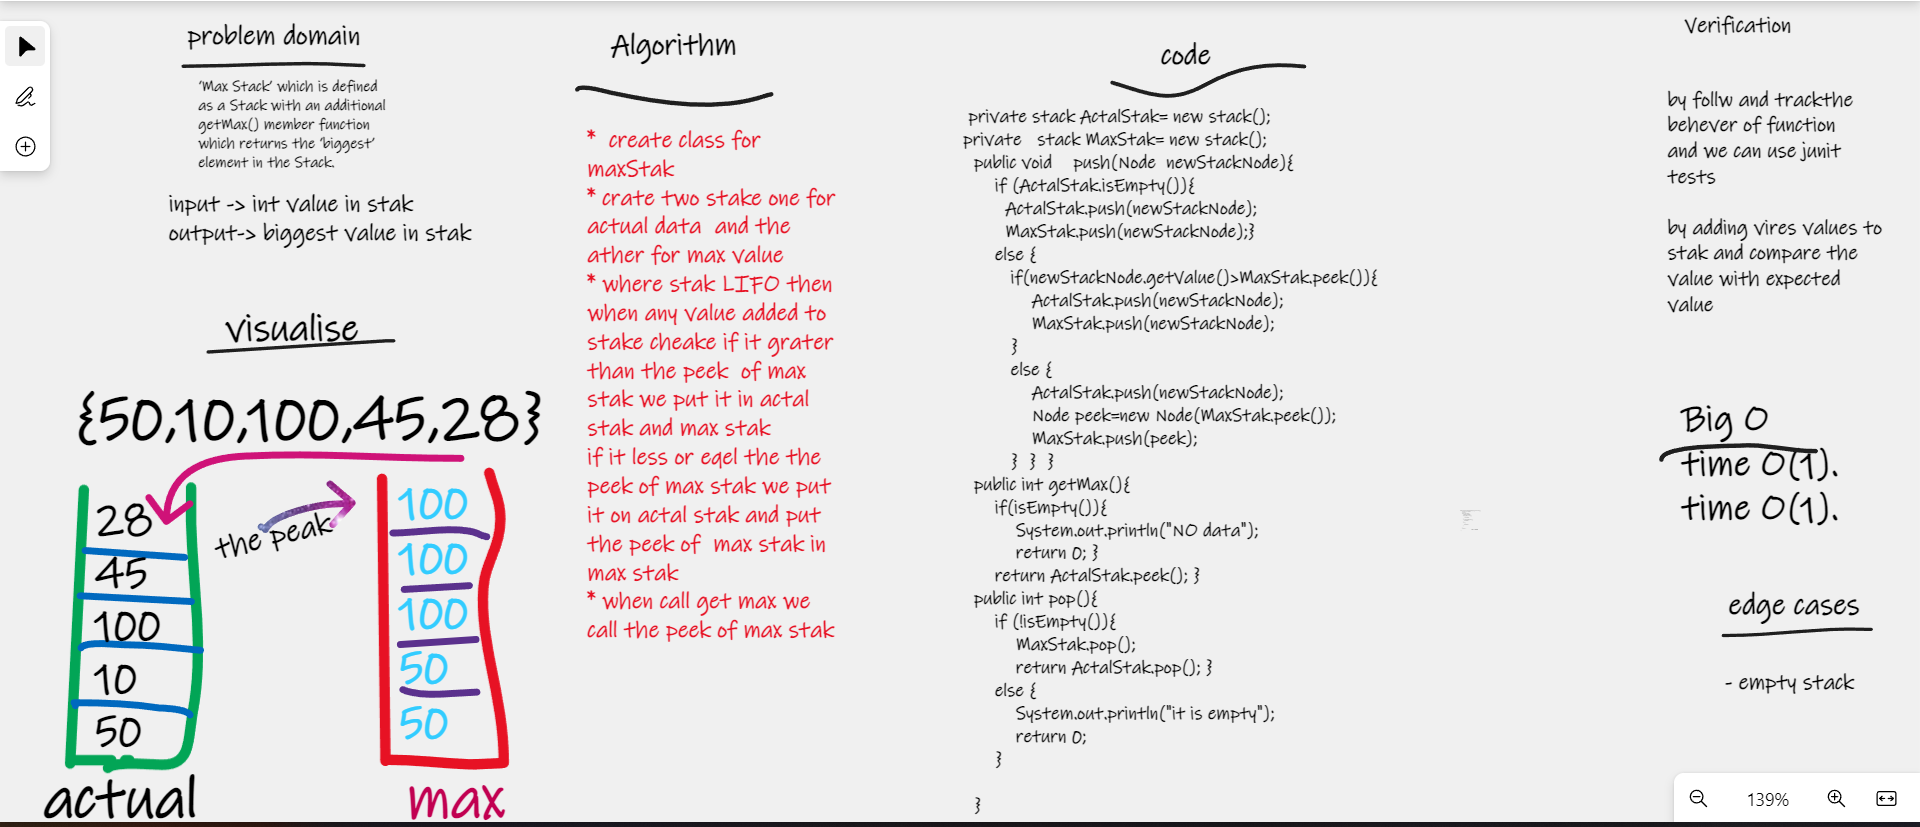 problem domain
'Max Stack' which is defined
as a Stack with an additional
getMax() member function
which returns the 'biggest'
element in the Stack.
input -> int value in stak
output-> biggest value in stak
visualise
{50,10,100,45,28}
28
45
100
10
50
actual
the peak
100
100
100
50
50
max
Algorithm
* create class for
maxStak
* crate two stake one for
actual data and the
ather for max value
* where stak LIFO then
when any value added to
stake cheake if it grater
than the peek of max
stak we put it in actal
stak and max stak
if it less or eqel the the
peek of max stak we put
it on actal stak and put
the peek of max stak in
max stak
* when call get max we
call the peek of max stak
code
private stack ActalStak= new stack();
private stack MaxStak= new stack();
public void push(Node newStackNode){
if (ActalStak.isEmpty()){
ActalStak.push(newStackNode);
MaxStak.push(newStackNode);}
else {
if(newStackNode.getValue()>MaxStak.peek()){
ActalStak.push(newStackNode);
MaxStak.push(newStackNode);
}
else {
ActalStak.push(newStackNode);
Node peek=new Node(MaxStak.peek());
MaxStak.push(peek);
} } }
public int getMax(){
if(isEmpty()){
System.out.println("NO data");
return 0; }
return ActalStak.peek(); }
public int pop(){
if (!isEmpty()){
MaxStak.pop();
return ActalStak.pop(); }
else {
System.out.println("it is empty");
return 0;
}
}
Verification
by follw and trackthe
behever of function
and we can use junit
tests
by adding vires values to
stak and compare the
value with expected
value
Big O
time O(1).
time O(1).
edge cases
- empty stack
139%